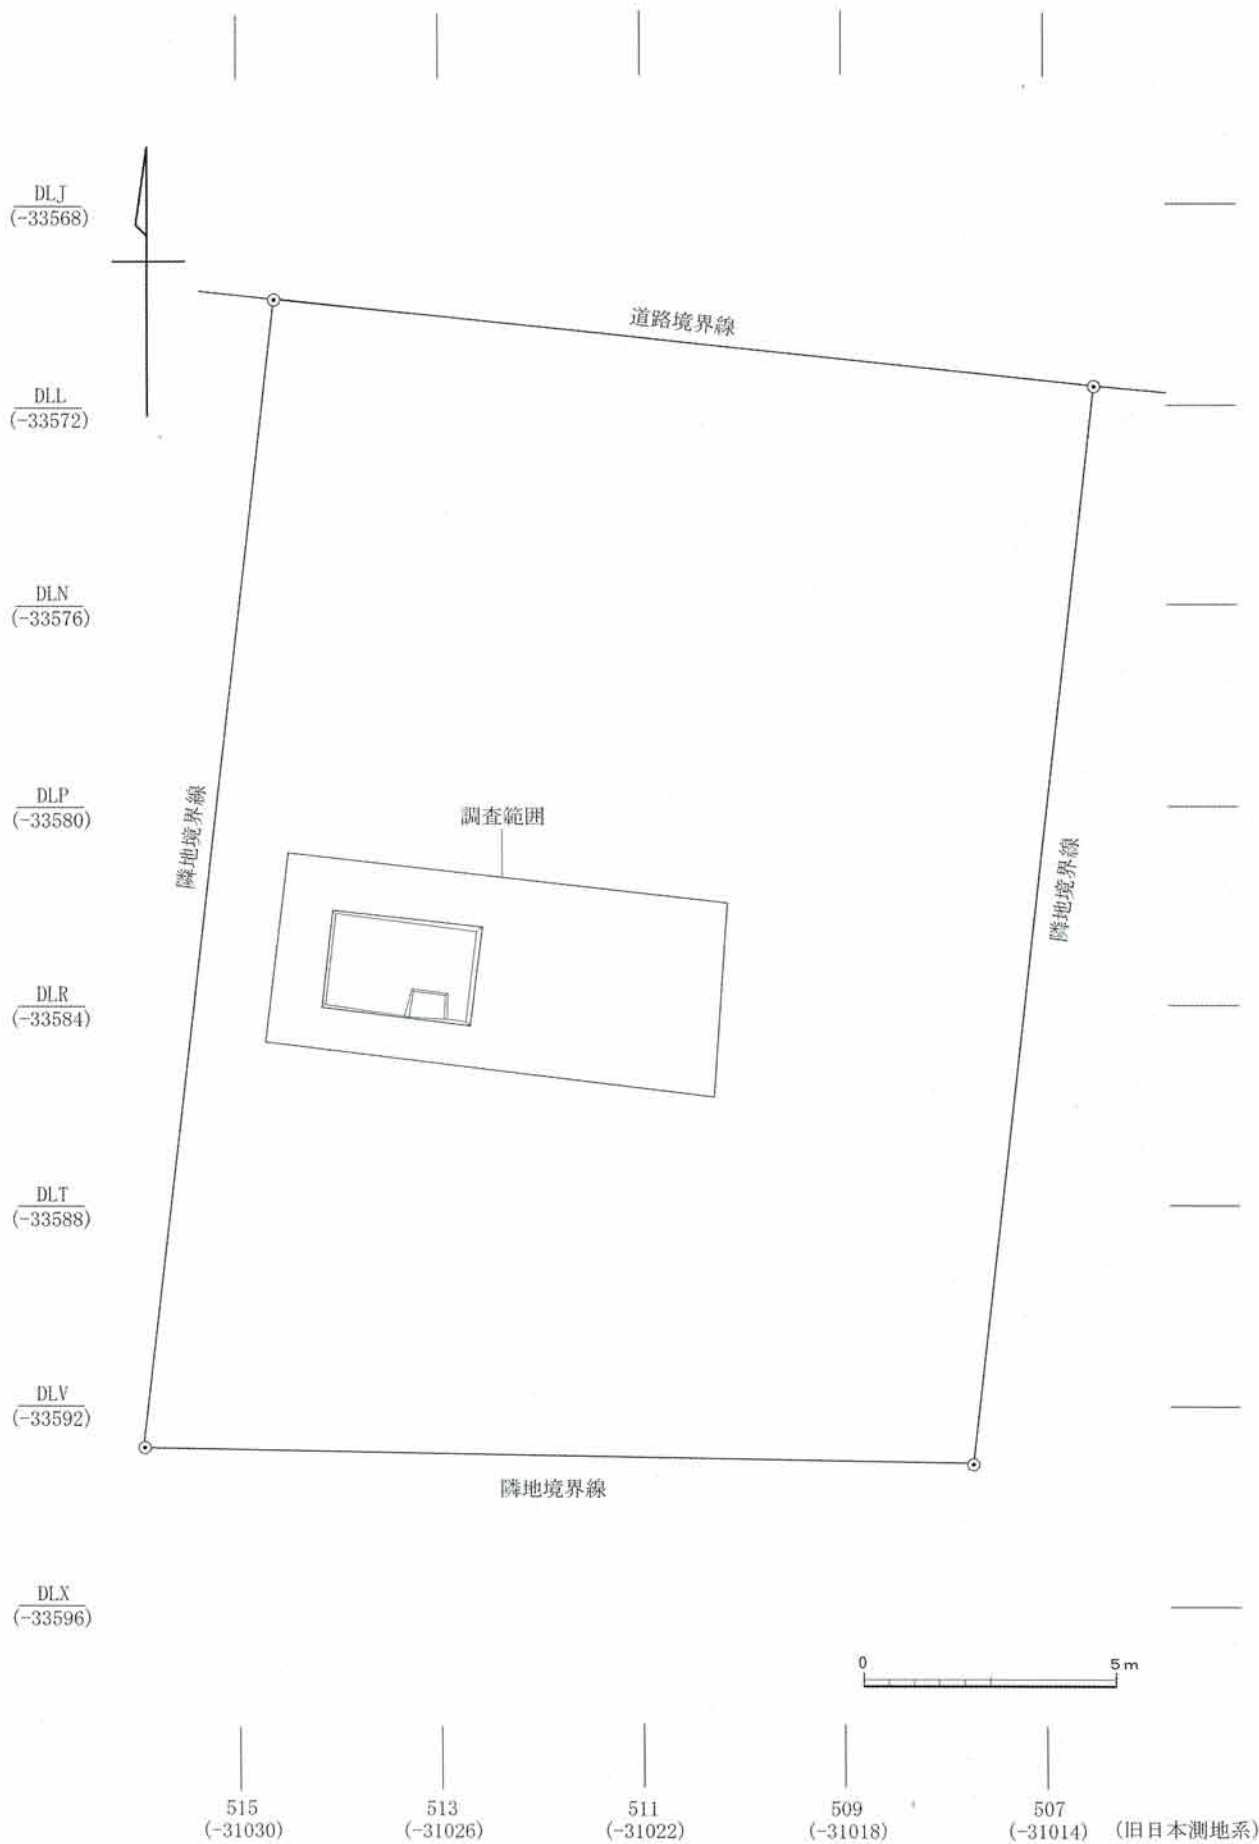 DLJ
(-33568)
道路境界線
DLL
(-33572)
DLN
(-33576)
DLP
(-33580)
隣地境界線
調査範囲
隣地境界線
DLR
(-33584)
DLT
(-33588)
DLV
(-33592)
隣地境界線
DLX
(-33596)
0 5m
515
(-31030)
513
(-31026)
511
(-31022)
509
(-31018)
507
(-31014)
(旧日本測地系)